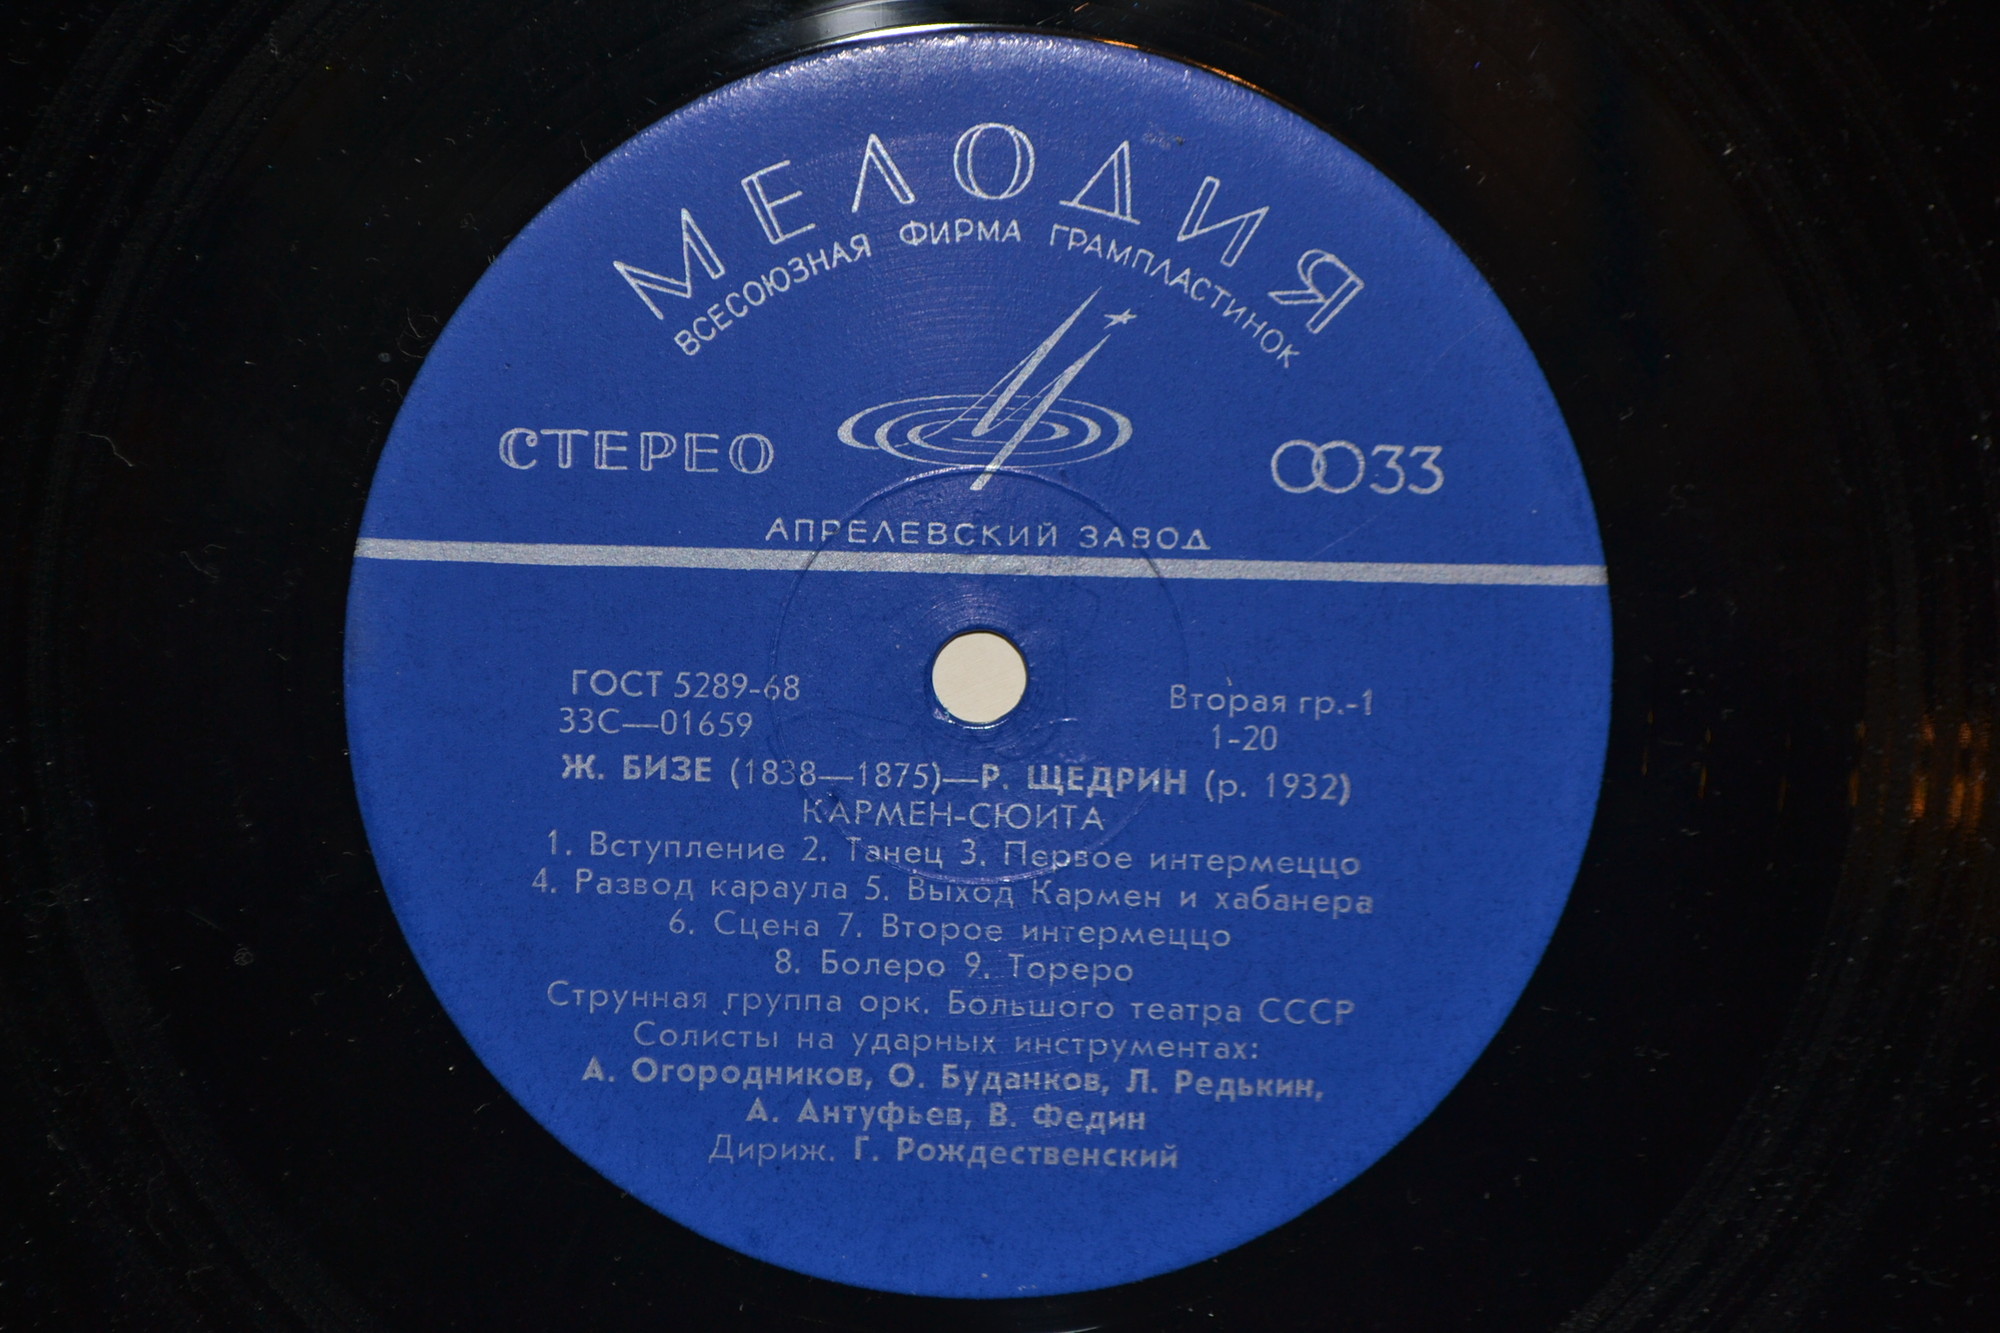 МЕЛОДИЯ
ВСЕСОЮЗНАЯ ФИРМА ГРАМПЛАСТИНОК
СТЕРЕО
33
АПРЕЛЕВСКИЙ ЗАВОД
ГОСТ 5289-68
Вторая гр.-1
33С—01659
1-20
Ж. БИЗЕ (1838—1875)—Р. ЩЕДРИН (р. 1932)
КАРМЕН-СЮИТА
1. Вступление 2. Танец 3. Первое интермеццо
4. Развод караула 5. Выход Кармен и хабанера
6. Сцена 7. Второе интермеццо
8. Болеро 9. Тореро
Струнная группа орк. Большого театра СССР
Солисты на ударных инструментах:
А. Огородников, О. Буданков, Л. Редькин,
А. Антуфьев, В. Федин
Дириж. Г. Рождественский